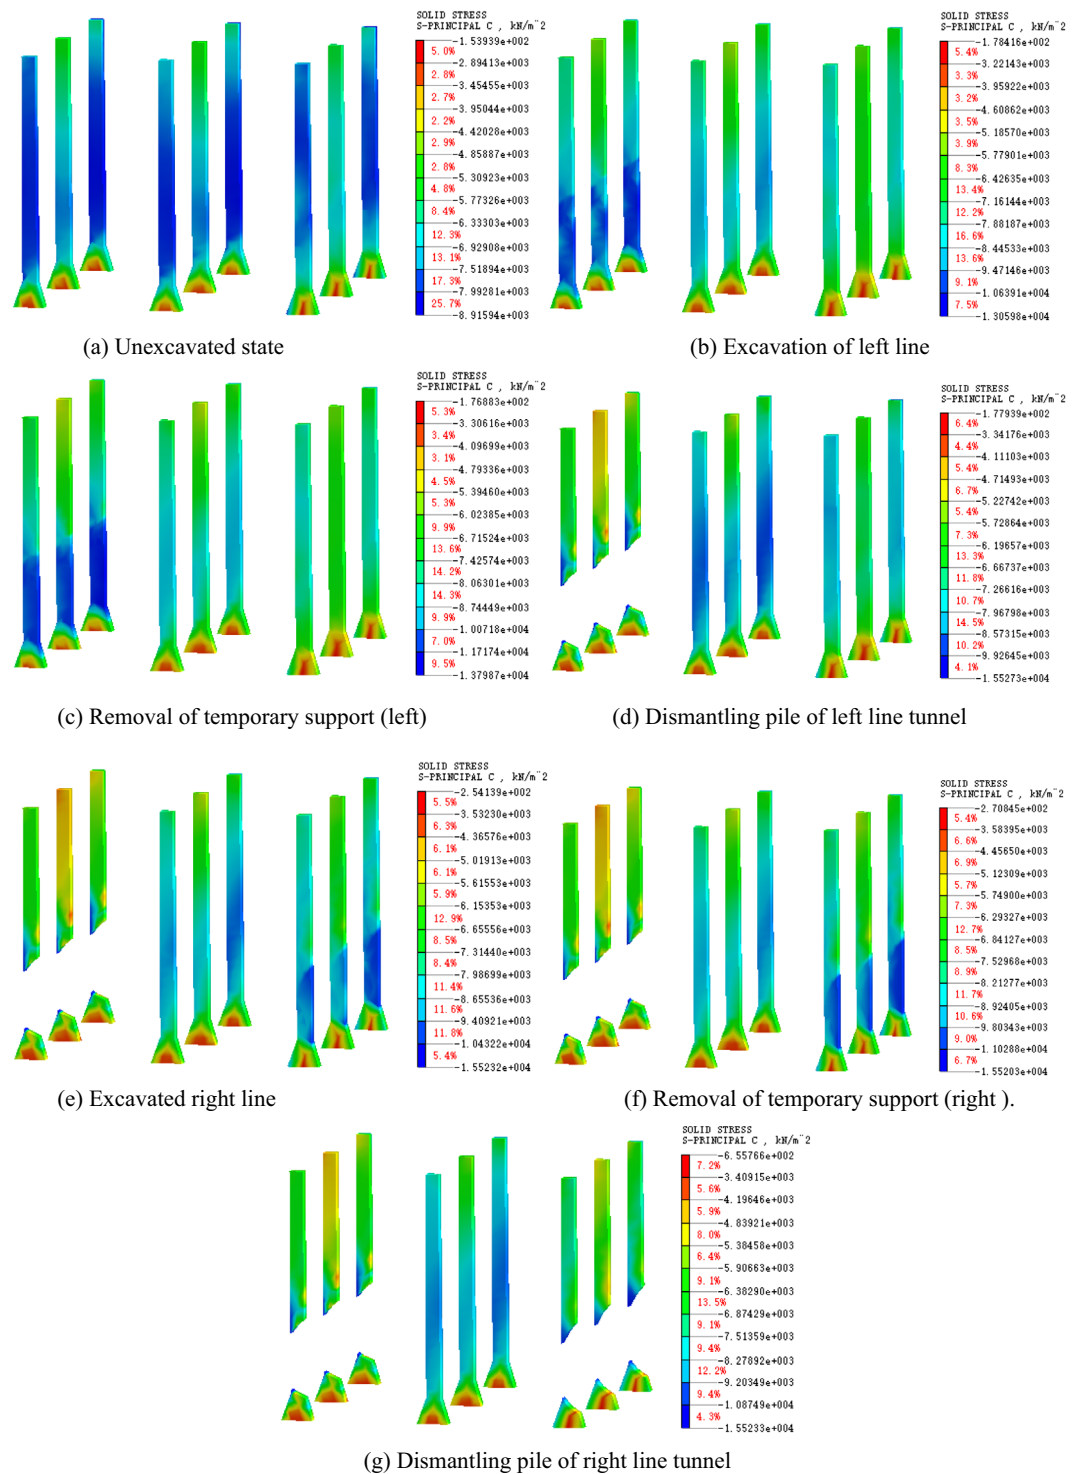 SOLID STRESS
S-PRINCIPAL C , kN/m^2
-1.53939e+002
5.0%
-2.89413e+003
2.8%
-3.45455e+003
2.7%
-3.95044e+003
2.2%
-4.42028e+003
2.9%
-4.85887e+003
2.8%
-5.30923e+003
4.8%
-5.77326e+003
8.4%
-6.33303e+003
12.3%
-6.92908e+003
13.1%
-7.51894e+003
17.3%
-7.99281e+003
25.7%
-8.91594e+003
(a) Unexcavated state
SOLID STRESS
S-PRINCIPAL C , kN/m^2
-1.78416e+002
5.4%
-3.22143e+003
3.3%
-3.95922e+003
3.2%
-4.60862e+003
3.5%
-5.18570e+003
3.9%
-5.77901e+003
8.3%
-6.42635e+003
13.4%
-7.16144e+003
12.2%
-7.88187e+003
16.6%
-8.44533e+003
13.6%
-9.47146e+003
9.1%
-1.06391e+004
7.5%
-1.30598e+004
(b) Excavation of left line
SOLID STRESS
S-PRINCIPAL C , kN/m^2
-1.76883e+002
5.3%
-3.30616e+003
3.4%
-4.09699e+003
3.1%
-4.79336e+003
4.5%
-5.39460e+003
5.3%
-6.02385e+003
9.9%
-6.71524e+003
13.6%
-7.42574e+003
14.2%
-8.06301e+003
14.3%
-8.74449e+003
9.9%
-1.00718e+004
7.0%
-1.17174e+004
9.5%
-1.37987e+004
(c) Removal of temporary support (left)
SOLID STRESS
S-PRINCIPAL C , kN/m^2
-1.77939e+002
6.4%
-3.34176e+003
4.4%
-4.11103e+003
5.4%
-4.71493e+003
6.7%
-5.22742e+003
5.4%
-5.72864e+003
7.3%
-6.19657e+003
13.3%
-6.66737e+003
11.8%
-7.26616e+003
10.7%
-7.96798e+003
14.5%
-8.57315e+003
10.2%
-9.92645e+003
4.1%
-1.55273e+004
(d) Dismantling pile of left line tunnel
SOLID STRESS
S-PRINCIPAL C , kN/m^2
-2.54139e+002
5.5%
-3.53230e+003
6.3%
-4.36576e+003
6.1%
-5.01913e+003
6.1%
-5.61553e+003
5.9%
-6.15353e+003
12.9%
-6.65556e+003
8.5%
-7.31440e+003
8.4%
-7.98699e+003
11.4%
-8.65536e+003
11.6%
-9.40921e+003
11.8%
-1.04322e+004
5.4%
-1.55232e+004
(e) Excavated right line
SOLID STRESS
S-PRINCIPAL C , kN/m^2
-2.70845e+002
5.4%
-3.58395e+003
6.6%
-4.45650e+003
6.9%
-5.12309e+003
5.7%
-5.74900e+003
7.3%
-6.29327e+003
12.7%
-6.84127e+003
8.5%
-7.52968e+003
8.9%
-8.21277e+003
11.7%
-8.92405e+003
10.6%
-9.80343e+003
9.0%
-1.10288e+004
6.7%
-1.55203e+004
(f) Removal of temporary support (right ).
SOLID STRESS
S-PRINCIPAL C , kN/m^2
-6.55766e+002
7.2%
-3.40915e+003
5.6%
-4.19646e+003
5.9%
-4.83921e+003
8.0%
-5.38458e+003
6.4%
-5.90663e+003
9.1%
-6.38290e+003
13.5%
-6.87429e+003
9.1%
-7.51359e+003
9.4%
-8.27892e+003
12.2%
-9.20349e+003
9.4%
-1.08749e+004
4.3%
-1.55233e+004
(g) Dismantling pile of right line tunnel